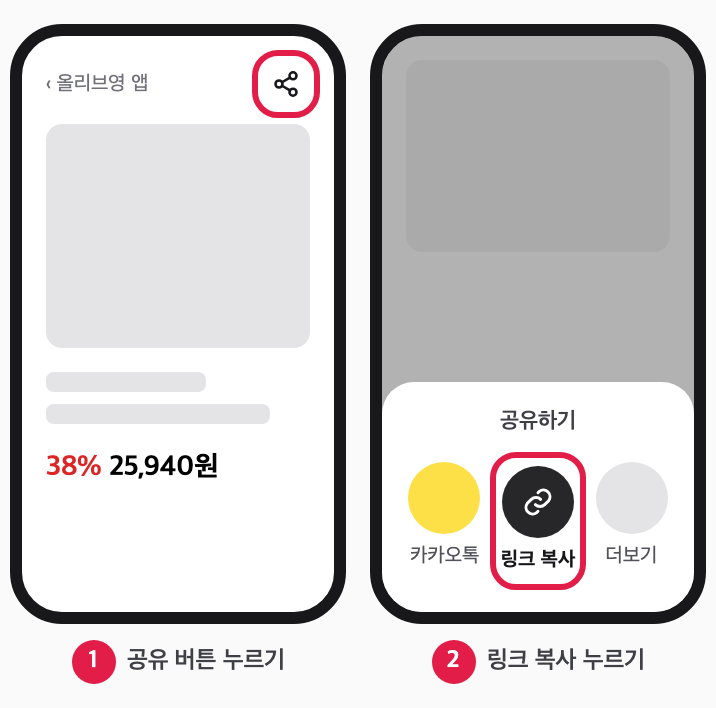 ‹ 올리브영 앱
38% 25,940원
1 공유 버튼 누르기
공유하기
카카오톡
링크 복사
더보기
2 링크 복사 누르기